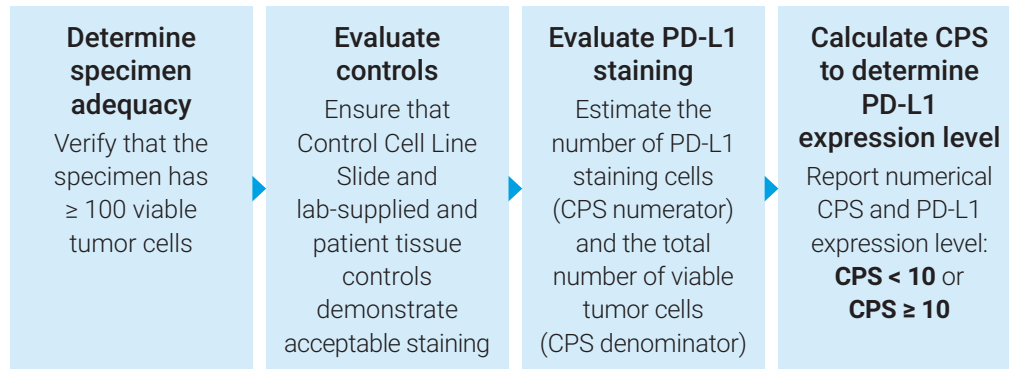 Determine
specimen
adequacy
Verify that the
specimen has
≥ 100 viable
tumor cells
Evaluate
controls
Ensure that
Control Cell Line
Slide and
lab-supplied and
patient tissue
controls
demonstrate
acceptable staining
Evaluate PD-L1
staining
Estimate the
number of PD-L1
staining cells
(CPS numerator)
and the total
number of viable
tumor cells
(CPS denominator)
Calculate CPS
to determine
PD-L1
expression level
Report numerical
CPS and PD-L1
expression level:
CPS < 10 or
CPS ≥ 10